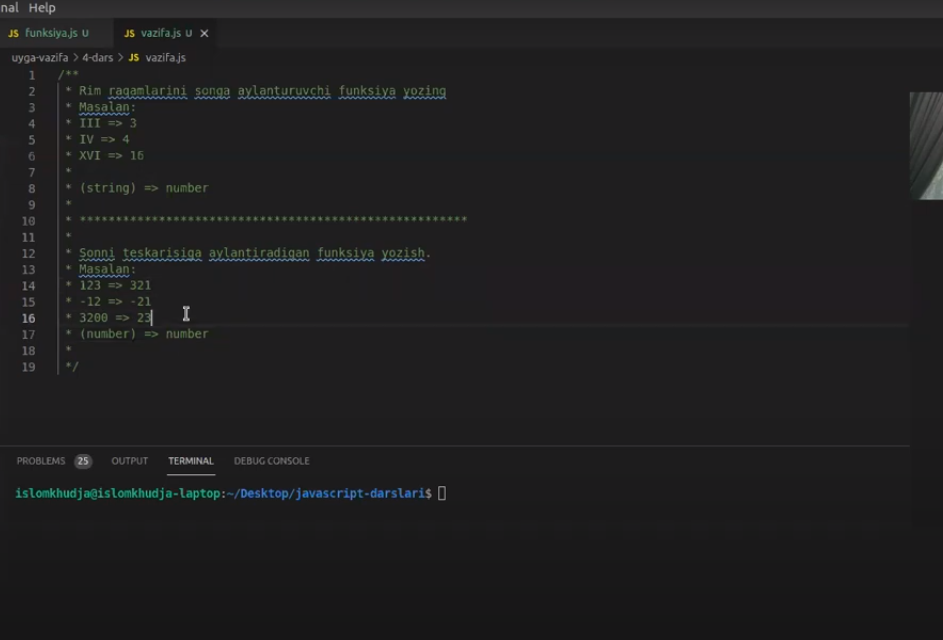 nal Help
JS funksiya.js U JS vazifa.js U
uyga-vazifa > 4-dars > JS vazifa.js
1 /**
2 * Rim raqamlarini songa aylanturuvchi funksiya yozing
3 * Masalan:
4 * III => 3
5 * IV => 4
6 * XVI => 16
7 *
8 * (string) => number
9 *
10 * ******************************************************
11 *
12 * Sonni teskarisiga aylantiradigan funksiya yozish.
13 * Masalan:
14 * 123 => 321
15 * -12 => -21
16 * 3200 => 23
17 * (number) => number
18 *
19 */
PROBLEMS 25 OUTPUT TERMINAL DEBUG CONSOLE
islomkhudja@islomkhudja-laptop:~/Desktop/javascript-darslari$